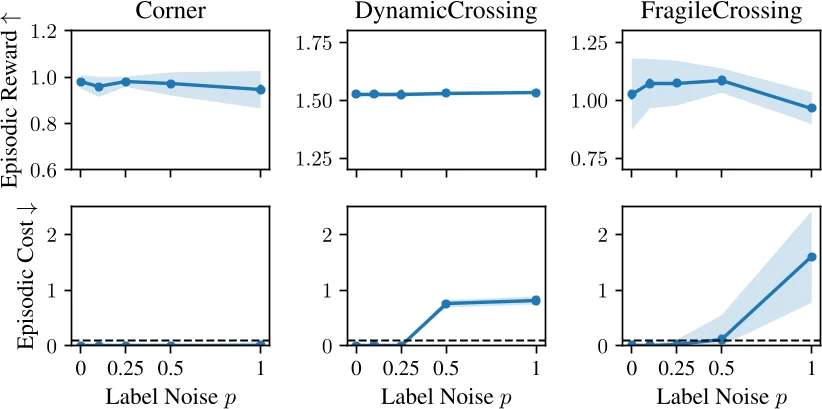 Corner
DynamicCrossing
FragileCrossing
Episodic Reward ↑
1.2
1.0
0.8
0.6
1.75
1.50
1.25
1.25
1.00
0.75
Episodic Cost ↓
2
1
0
2
1
0
2
1
0
0 0.25 0.5 1
0 0.25 0.5 1
0 0.25 0.5 1
Label Noise p
Label Noise p
Label Noise p